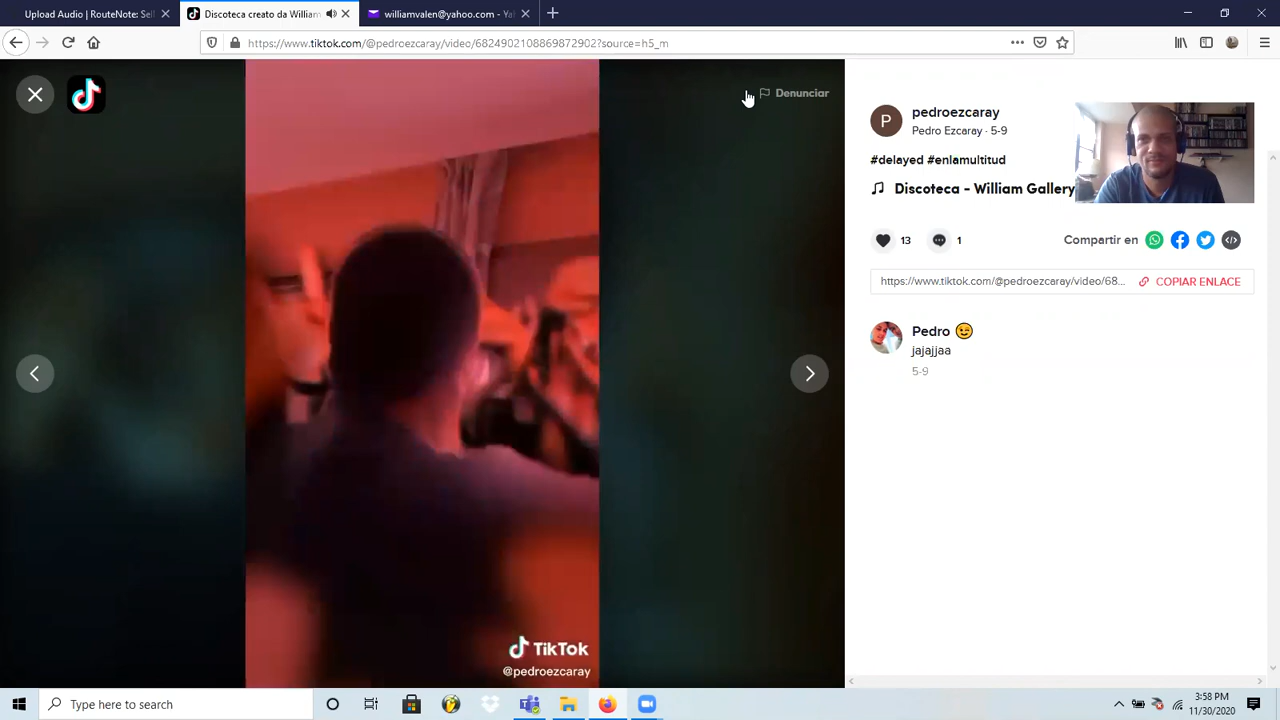 Upload Audio | RouteNote: Sel
Discoteca creato da William
williamvalen@yahoo.com - Ya
https://www.tiktok.com/@pedroezcaray/video/6824902108869872902?source=h5_m
Denunciar
pedroezcaray
Pedro Ezcaray · 5-9
#delayed #enlamultitud
Discoteca - William Gallery
13
1
Compartir en
https://www.tiktok.com/@pedroezcaray/video/68...
COPIAR ENLACE
P
Pedro 😉
jajajjaa
5-9
TikTok
@pedroezcaray
Type here to search
3:58 PM
11/30/2020